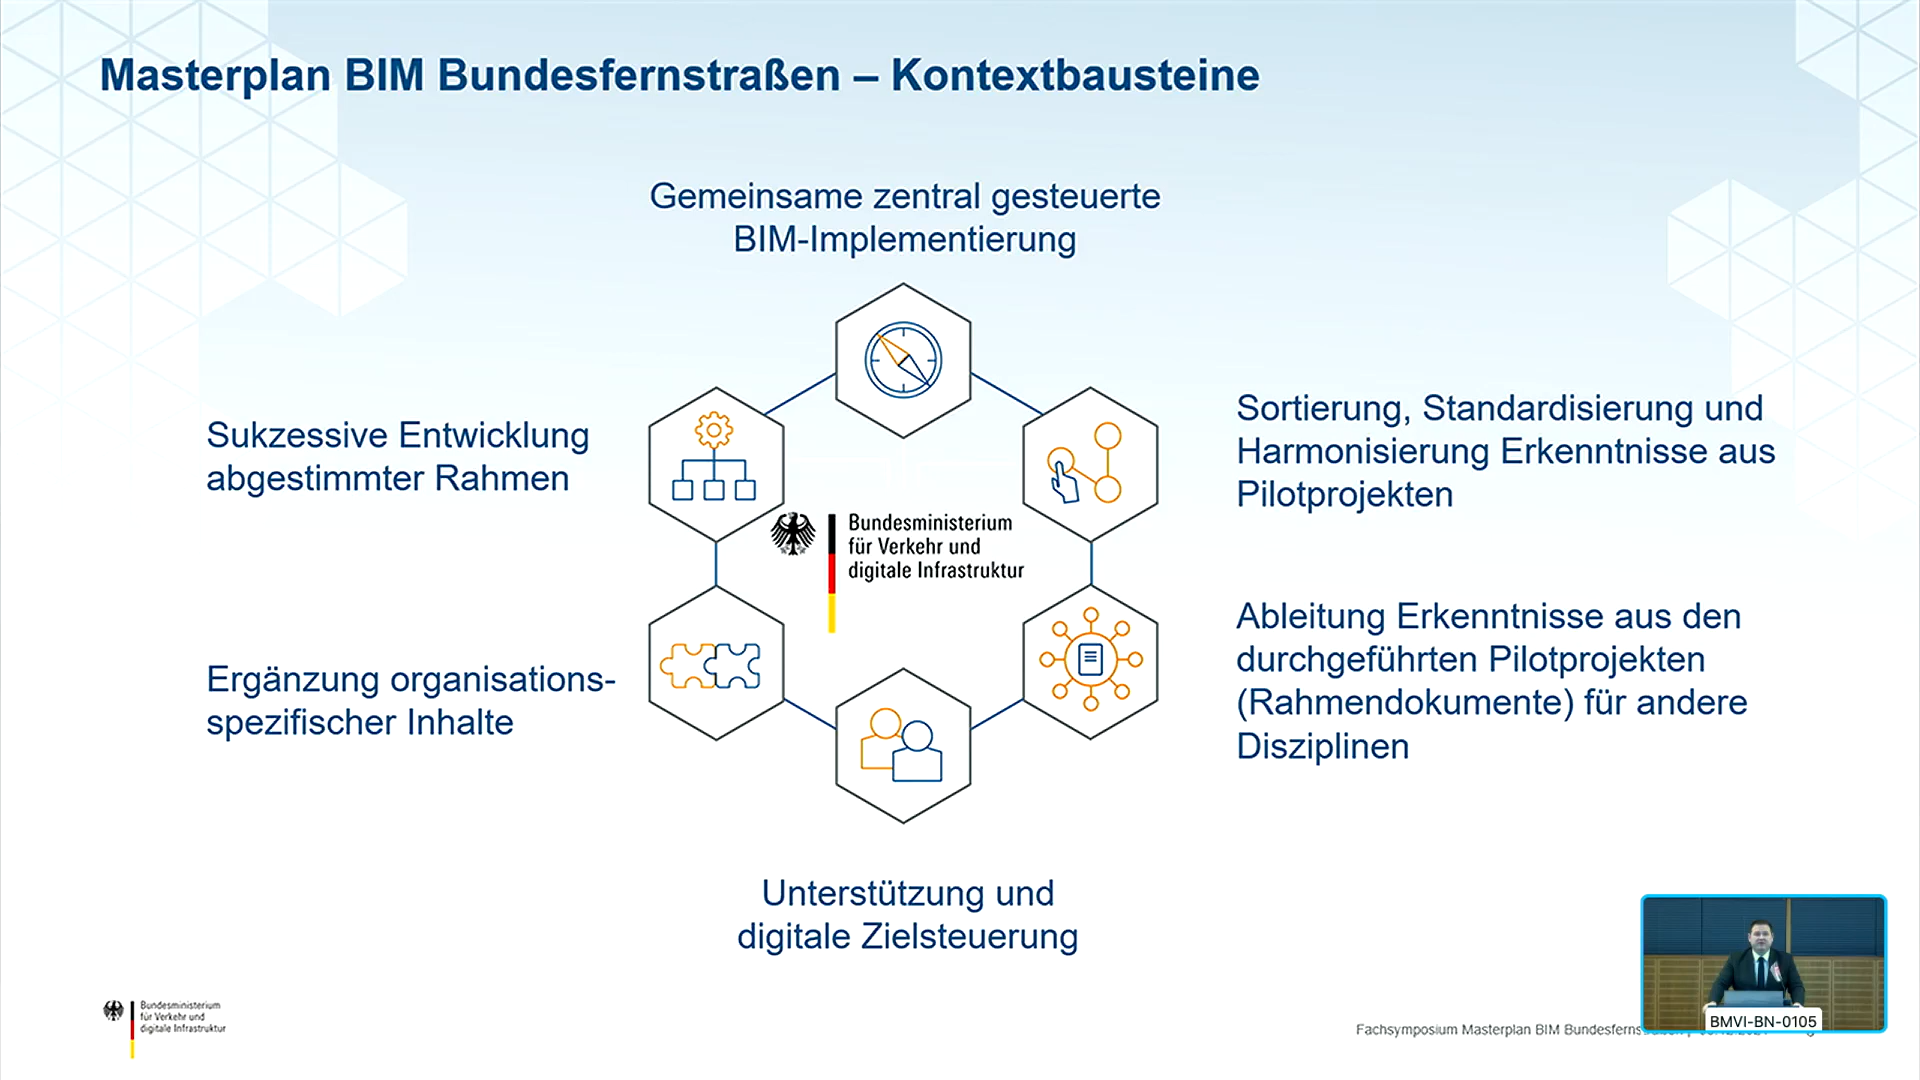 Masterplan BIM Bundesfernstraßen – Kontextbausteine
Gemeinsame zentral gesteuerte
BIM-Implementierung
Sukzessive Entwicklung
abgestimmter Rahmen
Sortierung, Standardisierung und
Harmonisierung Erkenntnisse aus
Pilotprojekten
Bundesministerium
für Verkehr und
digitale Infrastruktur
Ergänzung organisations-
spezifischer Inhalte
Ableitung Erkenntnisse aus den
durchgeführten Pilotprojekten
(Rahmendokumente) für andere
Disziplinen
Unterstützung und
digitale Zielsteuerung
Bundesministerium
für Verkehr und
digitale Infrastruktur
Fachsymposium Masterplan BIM
BMVI-BN-0105